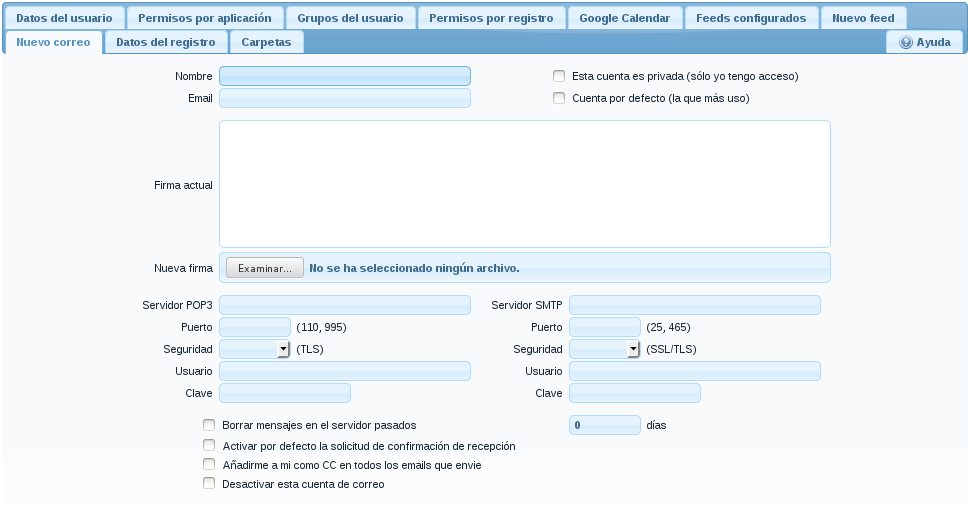 Datos del usuario Permisos por aplicación Grupos del usuario Permisos por registro Google Calendar Feeds configurados Nuevo feed
Nuevo correo Datos del registro Carpetas Ayuda
Nombre Esta cuenta es privada (sólo yo tengo acceso)
Email Cuenta por defecto (la que más uso)
Firma actual
Nueva firma Examinar... No se ha seleccionado ningún archivo.
Servidor POP3 Servidor SMTP
Puerto (110, 995) Puerto (25, 465)
Seguridad (TLS) Seguridad (SSL/TLS)
Usuario Usuario
Clave Clave
Borrar mensajes en el servidor pasados 0 días
Activar por defecto la solicitud de confirmación de recepción
Añadirme a mi como CC en todos los emails que envie
Desactivar esta cuenta de correo